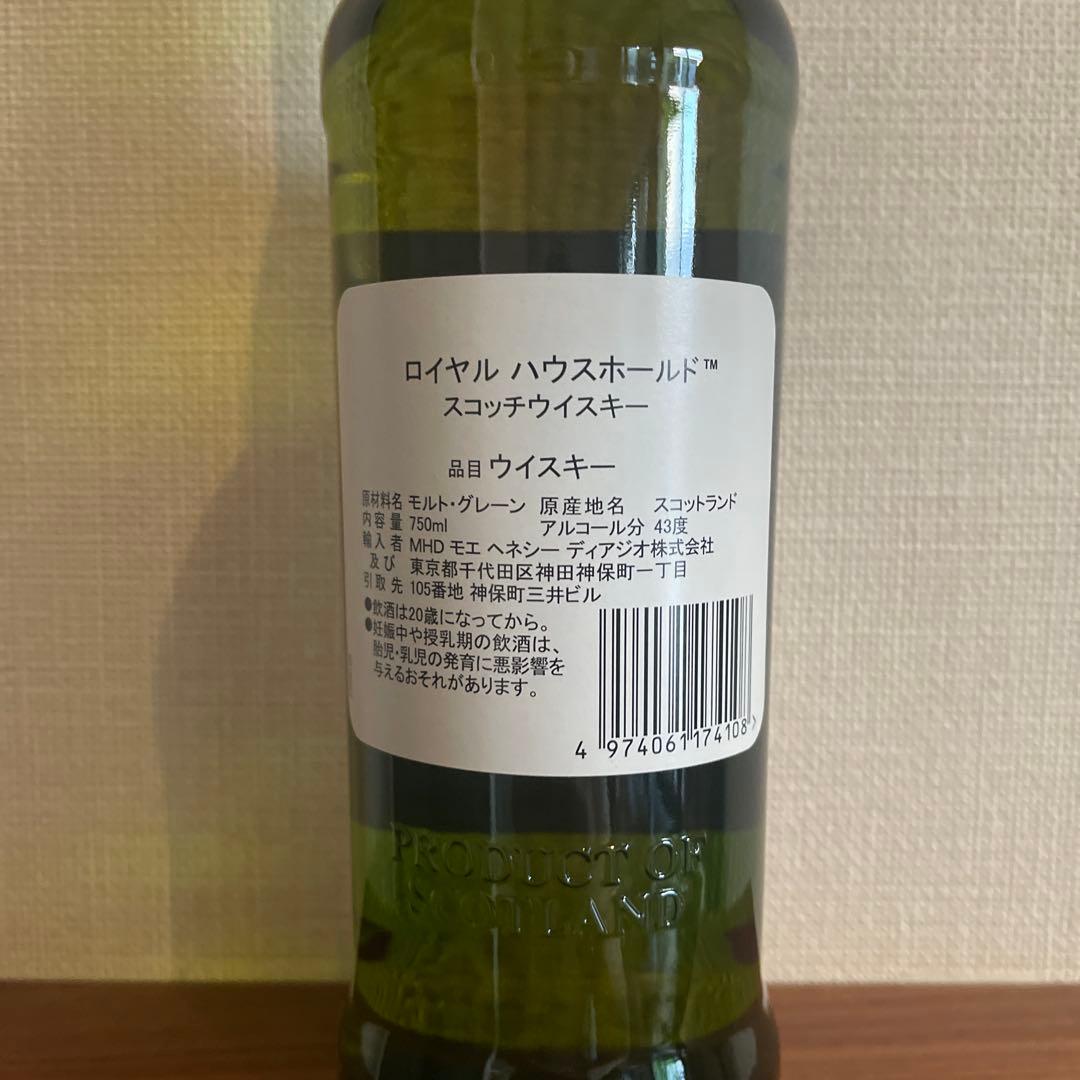 ロイヤル ハウスホールド™
スコッチウイスキー
品目 ウイスキー
原材料名 モルト・グレーン 原産地名 スコットランド
内容量 750ml アルコール分 43度
輸入者 MHD モエ ヘネシー ディアジオ株式会社
及び 東京都千代田区神田神保町一丁目
引取先 105番地 神保町三井ビル
●飲酒は20歳になってから。
●妊娠中や授乳期の飲酒は、
胎児・乳児の発育に悪影響を
与えるおそれがあります。
4 974061174108 >
PRODUCT OF
SCOTLAND